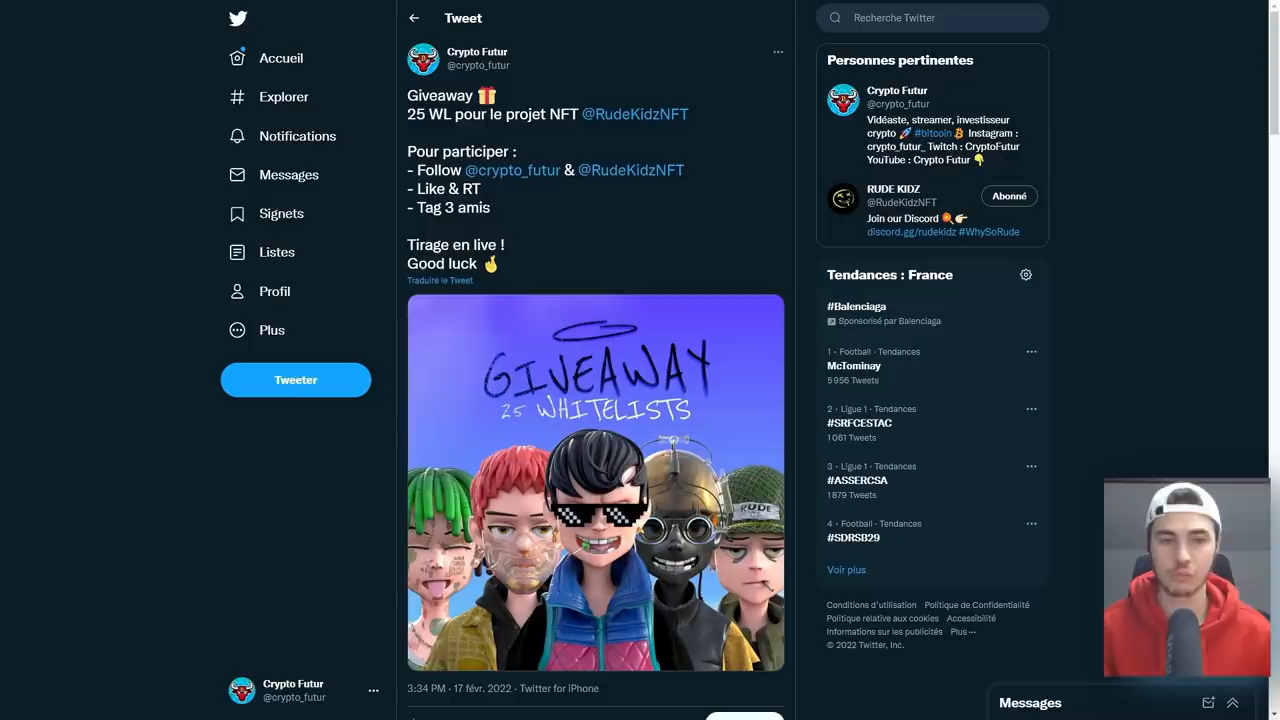 Accueil
Explorer
Notifications
Messages
Signets
Listes
Profil
Plus
Tweeter
Crypto Futur
@crypto_futur
Tweet
Crypto Futur
@crypto_futur
Giveaway 🎁
25 WL pour le projet NFT @RudeKidzNFT
Pour participer :
- Follow @crypto_futur & @RudeKidzNFT
- Like & RT
- Tag 3 amis
Tirage en live !
Good luck 🤞
Traduire le Tweet
GIVEAWAY
25 WHITELISTS
RUDE
3:34 PM · 17 févr. 2022 · Twitter for iPhone
Recherche Twitter
Personnes pertinentes
Crypto Futur
@crypto_futur
Vidéaste, streamer, investisseur
crypto 🚀 #bitcoin ₿ Instagram :
crypto_futur_ Twitch : CryptoFutur
YouTube : Crypto Futur 👇
RUDE KIDZ
@RudeKidzNFT
Abonné
Join our Discord 🏓👉🏻
discord.gg/rudekidz #WhySoRude
Tendances : France
#Balenciaga
Sponsorisé par Balenciaga
1 · Football · Tendances
McTominay
5 956 Tweets
2 · Ligue 1 · Tendances
#SRFCESTAC
1 061 Tweets
3 · Ligue 1 · Tendances
#ASSERCSA
1 879 Tweets
4 · Football · Tendances
#SDRSB29
Voir plus
Conditions d'utilisation Politique de Confidentialité
Politique relative aux cookies Accessibilité
Informations sur les publicités Plus ···
© 2022 Twitter, Inc.
Messages